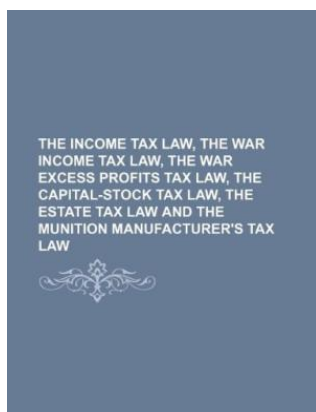 THE INCOME TAX LAW, THE WAR
INCOME TAX LAW, THE WAR
EXCESS PROFITS TAX LAW, THE
CAPITAL-STOCK TAX LAW, THE
ESTATE TAX LAW AND THE
MUNITION MANUFACTURER'S TAX
LAW